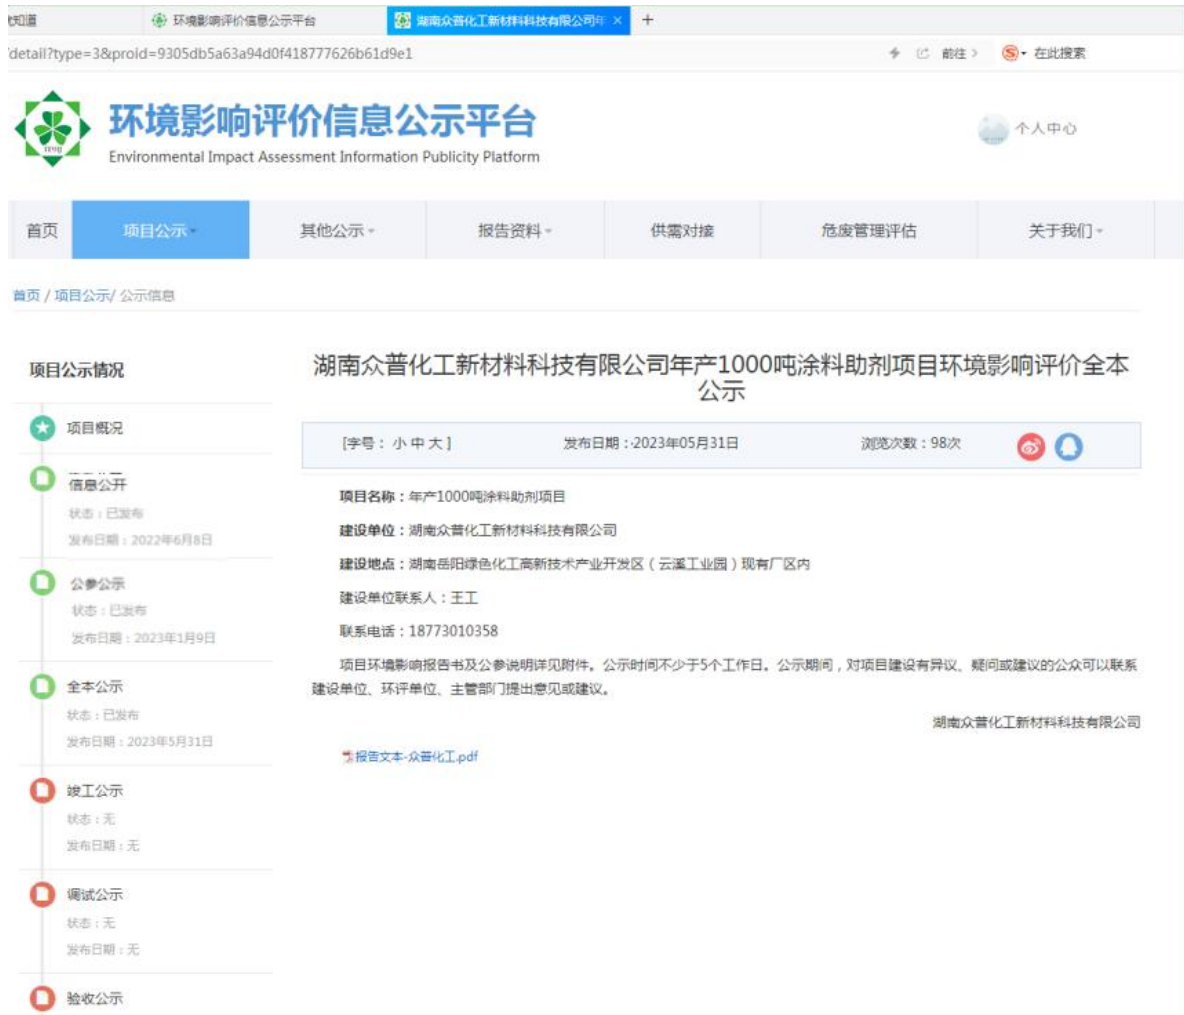 知道
环境影响评价信息公示平台
湖南众普化工新材料科技有限公司年
/detail?type=3&proid=9305db5a63a94d0f418777626b61d9e1
前往
在此搜索
环境影响评价信息公示平台
Environmental Impact Assessment Information Publicity Platform
个人中心
首页 项目公示 其他公示 报告资料 供需对接 危废管理评估 关于我们
首页 / 项目公示/ 公示信息
项目公示情况
项目概况
信息公开
状态：已发布
发布日期：2022年6月8日
公参公示
状态：已发布
发布日期：2023年1月9日
全本公示
状态：已发布
发布日期：2023年5月31日
竣工公示
状态：无
发布日期：无
调试公示
状态：无
发布日期：无
验收公示
湖南众普化工新材料科技有限公司年产1000吨涂料助剂项目环境影响评价全本
公示
[字号： 小 中 大 ] 发布日期：2023年05月31日 浏览次数：98次
项目名称：年产1000吨涂料助剂项目
建设单位：湖南众普化工新材料科技有限公司
建设地点：湖南岳阳绿色化工高新技术产业开发区（云溪工业园）现有厂区内
建设单位联系人：王工
联系电话：18773010358
项目环境影响报告书及公参说明详见附件。公示时间不少于5个工作日。公示期间，对项目建设有异议、疑问或建议的公众可以联系
建设单位、环评单位、主管部门提出意见或建议。
湖南众普化工新材料科技有限公司
报告文本-众普化工.pdf